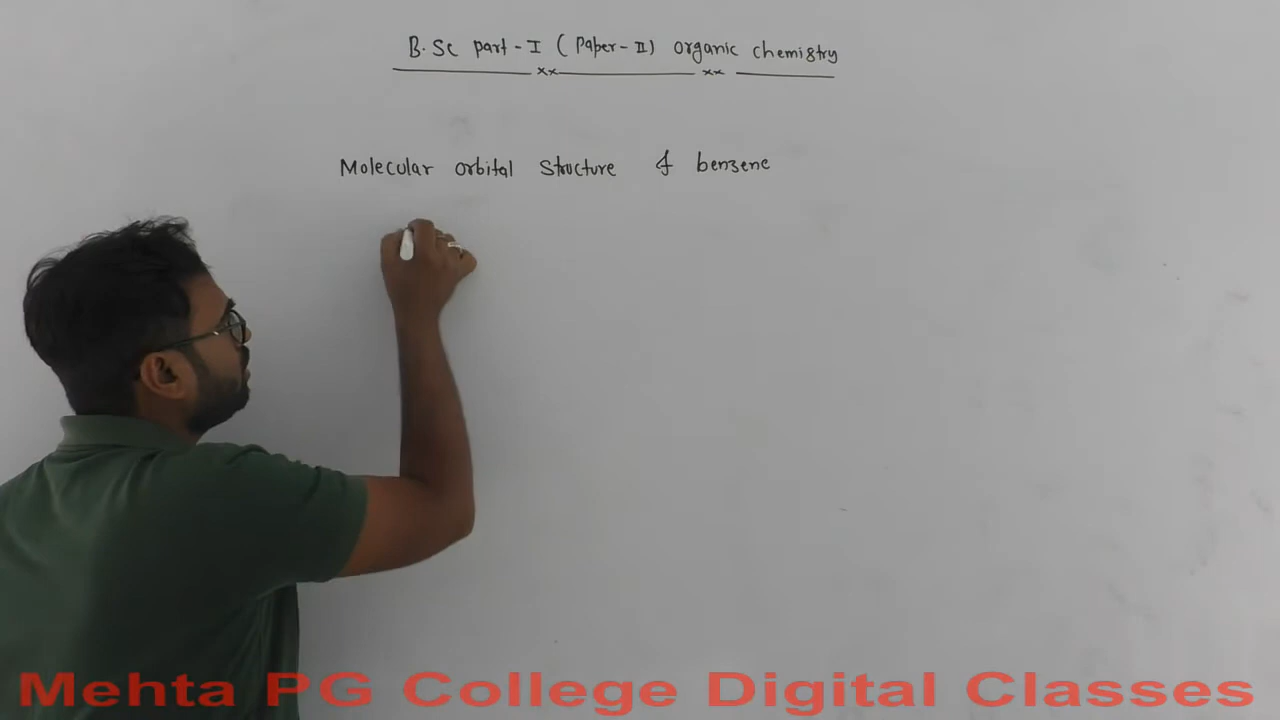 B.Sc part-I (Paper-II) organic chemistry
Molecular orbital structure of benzene
Mehta PG College Digital Classes